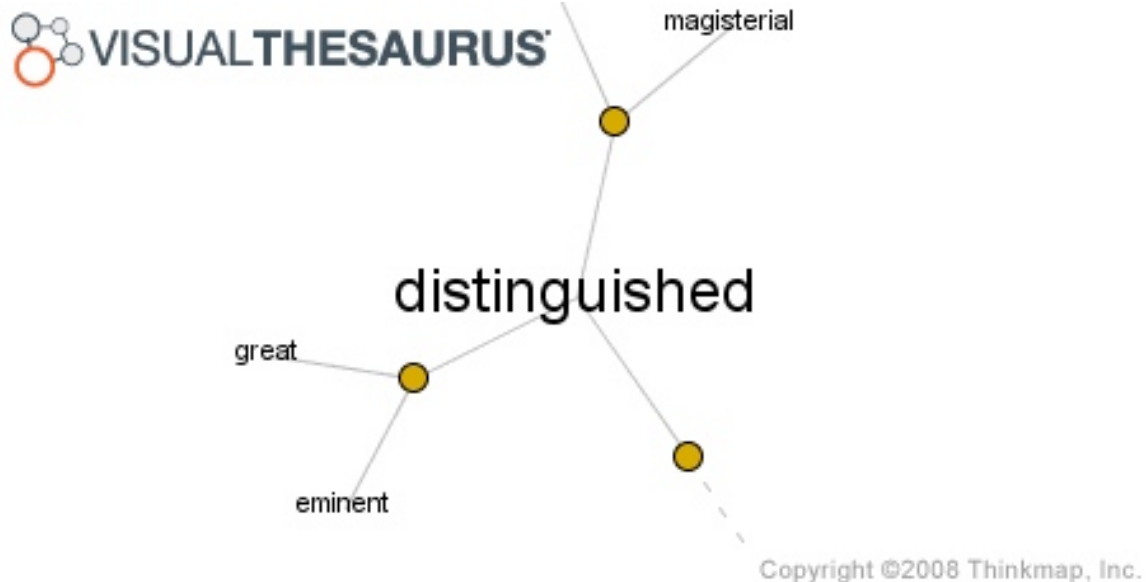 magisterial
VISUALTHESAURUS
distinguished
great
eminent
Copyright ©2008 Thinkmap, Inc.